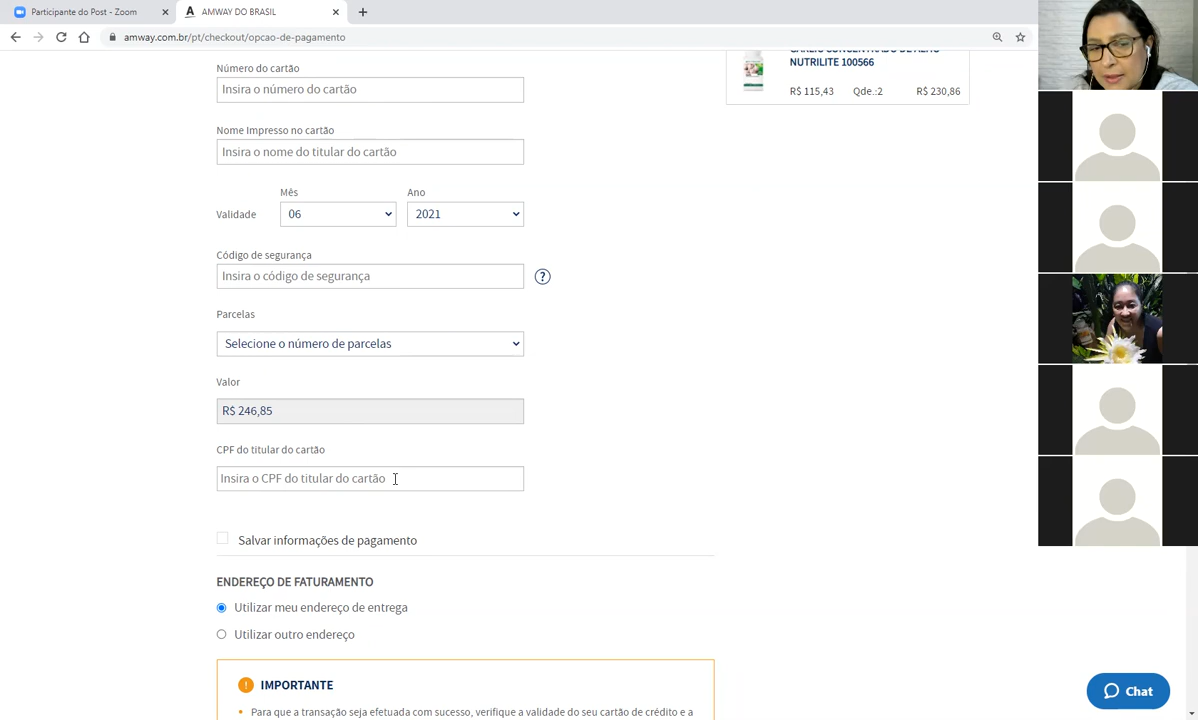 Participante do Post - Zoom
AMWAY DO BRASIL
amway.com.br/pt/checkout/opcao-de-pagamento
Número do cartão
Insira o número do cartão
Nome Impresso no cartão
Insira o nome do titular do cartão
Mês
Ano
Validade
06
2021
Código de segurança
Insira o código de segurança
?
Parcelas
Selecione o número de parcelas
Valor
R$ 246,85
CPF do titular do cartão
Insira o CPF do titular do cartão
Salvar informações de pagamento
ENDEREÇO DE FATURAMENTO
Utilizar meu endereço de entrega
Utilizar outro endereço
! IMPORTANTE
• Para que a transação seja efetuada com sucesso, verifique a validade do seu cartão de crédito e a
GARLIC CONCENTRADO DE ALHO
NUTRILITE 100566
R$ 115,43 Qde.:2 R$ 230,86
Chat